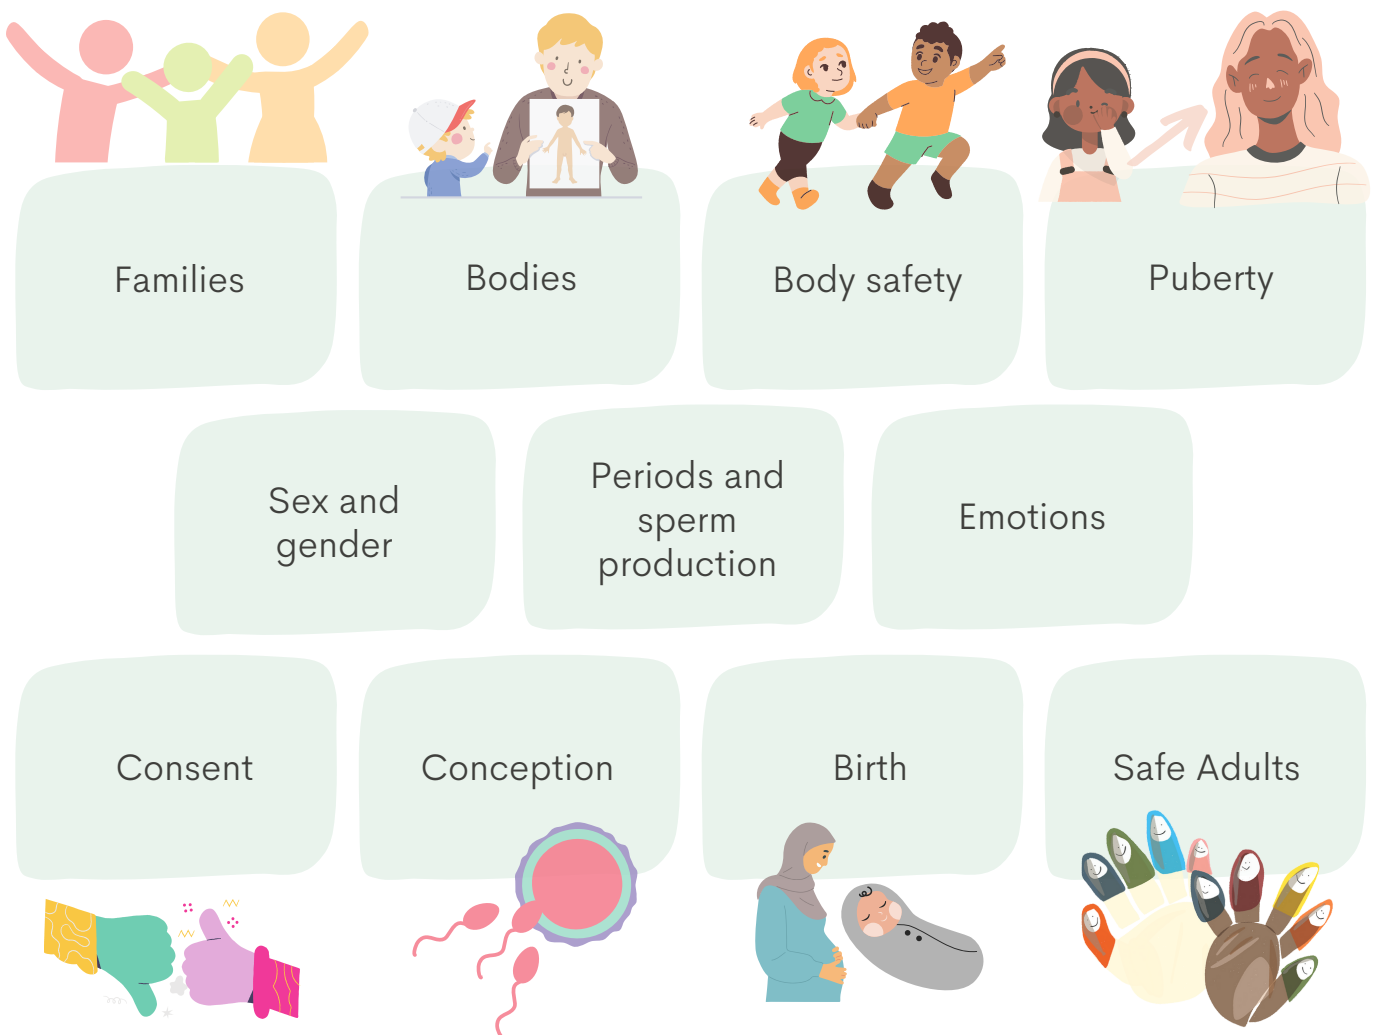 Families
Bodies
Body safety
Puberty
Sex and
gender
Periods and
sperm
production
Emotions
Consent
Conception
Birth
Safe Adults